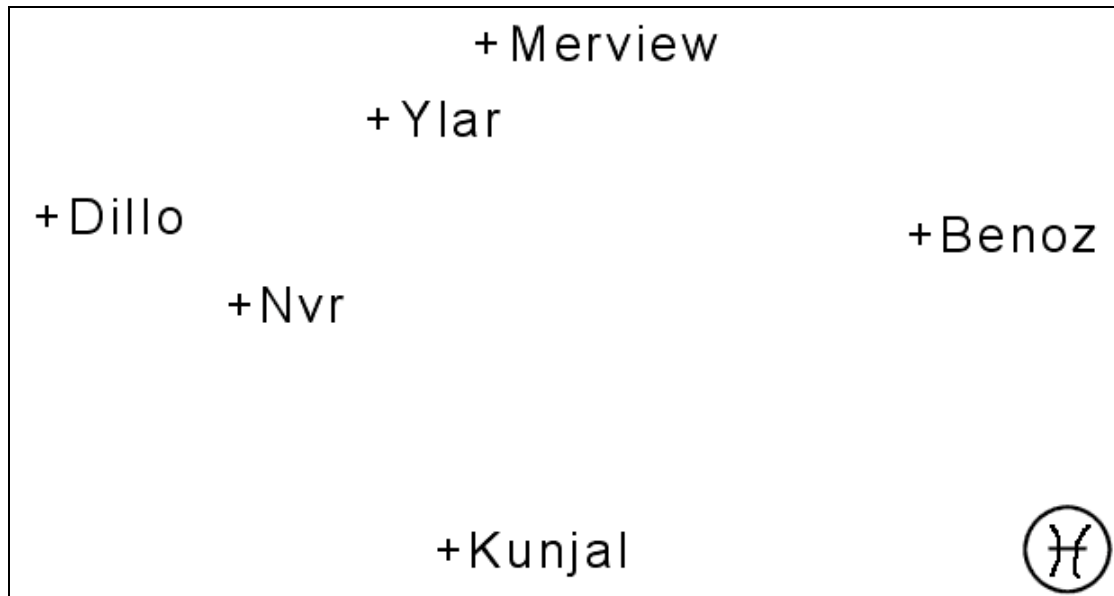 + Merview
+ Ylar
+ Dillo
+ Benoz
+ Nvr
+ Kunjal